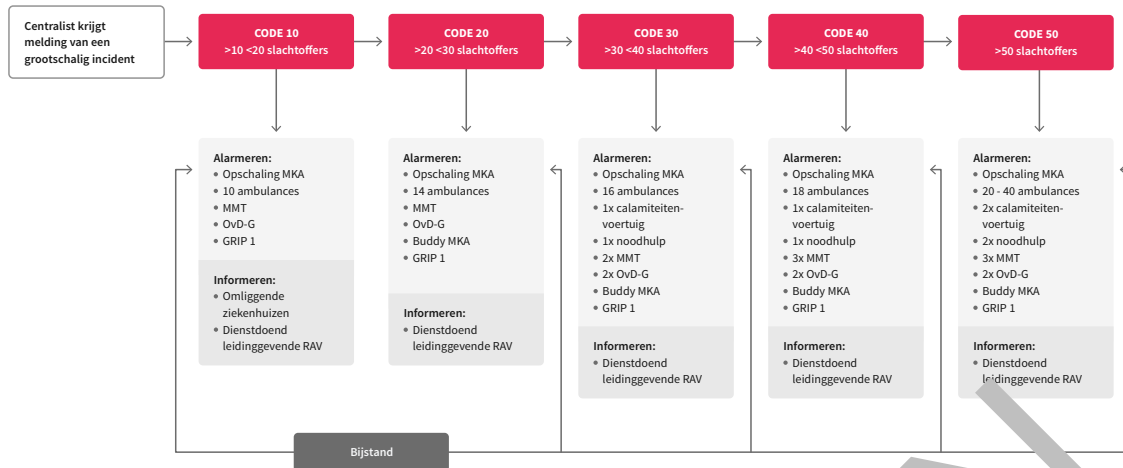 Centralist krijgt
melding van een
grootschalig incident
CODE 10
>10 <20 slachtoffers
CODE 20
>20 <30 slachtoffers
CODE 30
>30 <40 slachtoffers
CODE 40
>40 <50 slachtoffers
CODE 50
>50 slachtoffers
Alarmeren:
• Opschaling MKA
• 10 ambulances
• MMT
• OvD-G
• GRIP 1
Informeren:
• Omliggende
ziekenhuizen
• Dienstdoend
leidinggevende RAV
Alarmeren:
• Opschaling MKA
• 14 ambulances
• MMT
• OvD-G
• Buddy MKA
• GRIP 1
Informeren:
• Dienstdoend
leidinggevende RAV
Alarmeren:
• Opschaling MKA
• 16 ambulances
• 1x calamiteiten-
voertuig
• 1x noodhulp
• 2x MMT
• 2x OvD-G
• Buddy MKA
• GRIP 1
Informeren:
• Dienstdoend
leidinggevende RAV
Alarmeren:
• Opschaling MKA
• 18 ambulances
• 1x calamiteiten-
voertuig
• 1x noodhulp
• 3x MMT
• 2x OvD-G
• Buddy MKA
• GRIP 1
Informeren:
• Dienstdoend
leidinggevende RAV
Alarmeren:
• Opschaling MKA
• 20 - 40 ambulances
• 2x calamiteiten-
voertuig
• 2x noodhulp
• 3x MMT
• 2x OvD-G
• Buddy MKA
• GRIP 1
Informeren:
• Dienstdoend
leidinggevende RAV
Bijstand